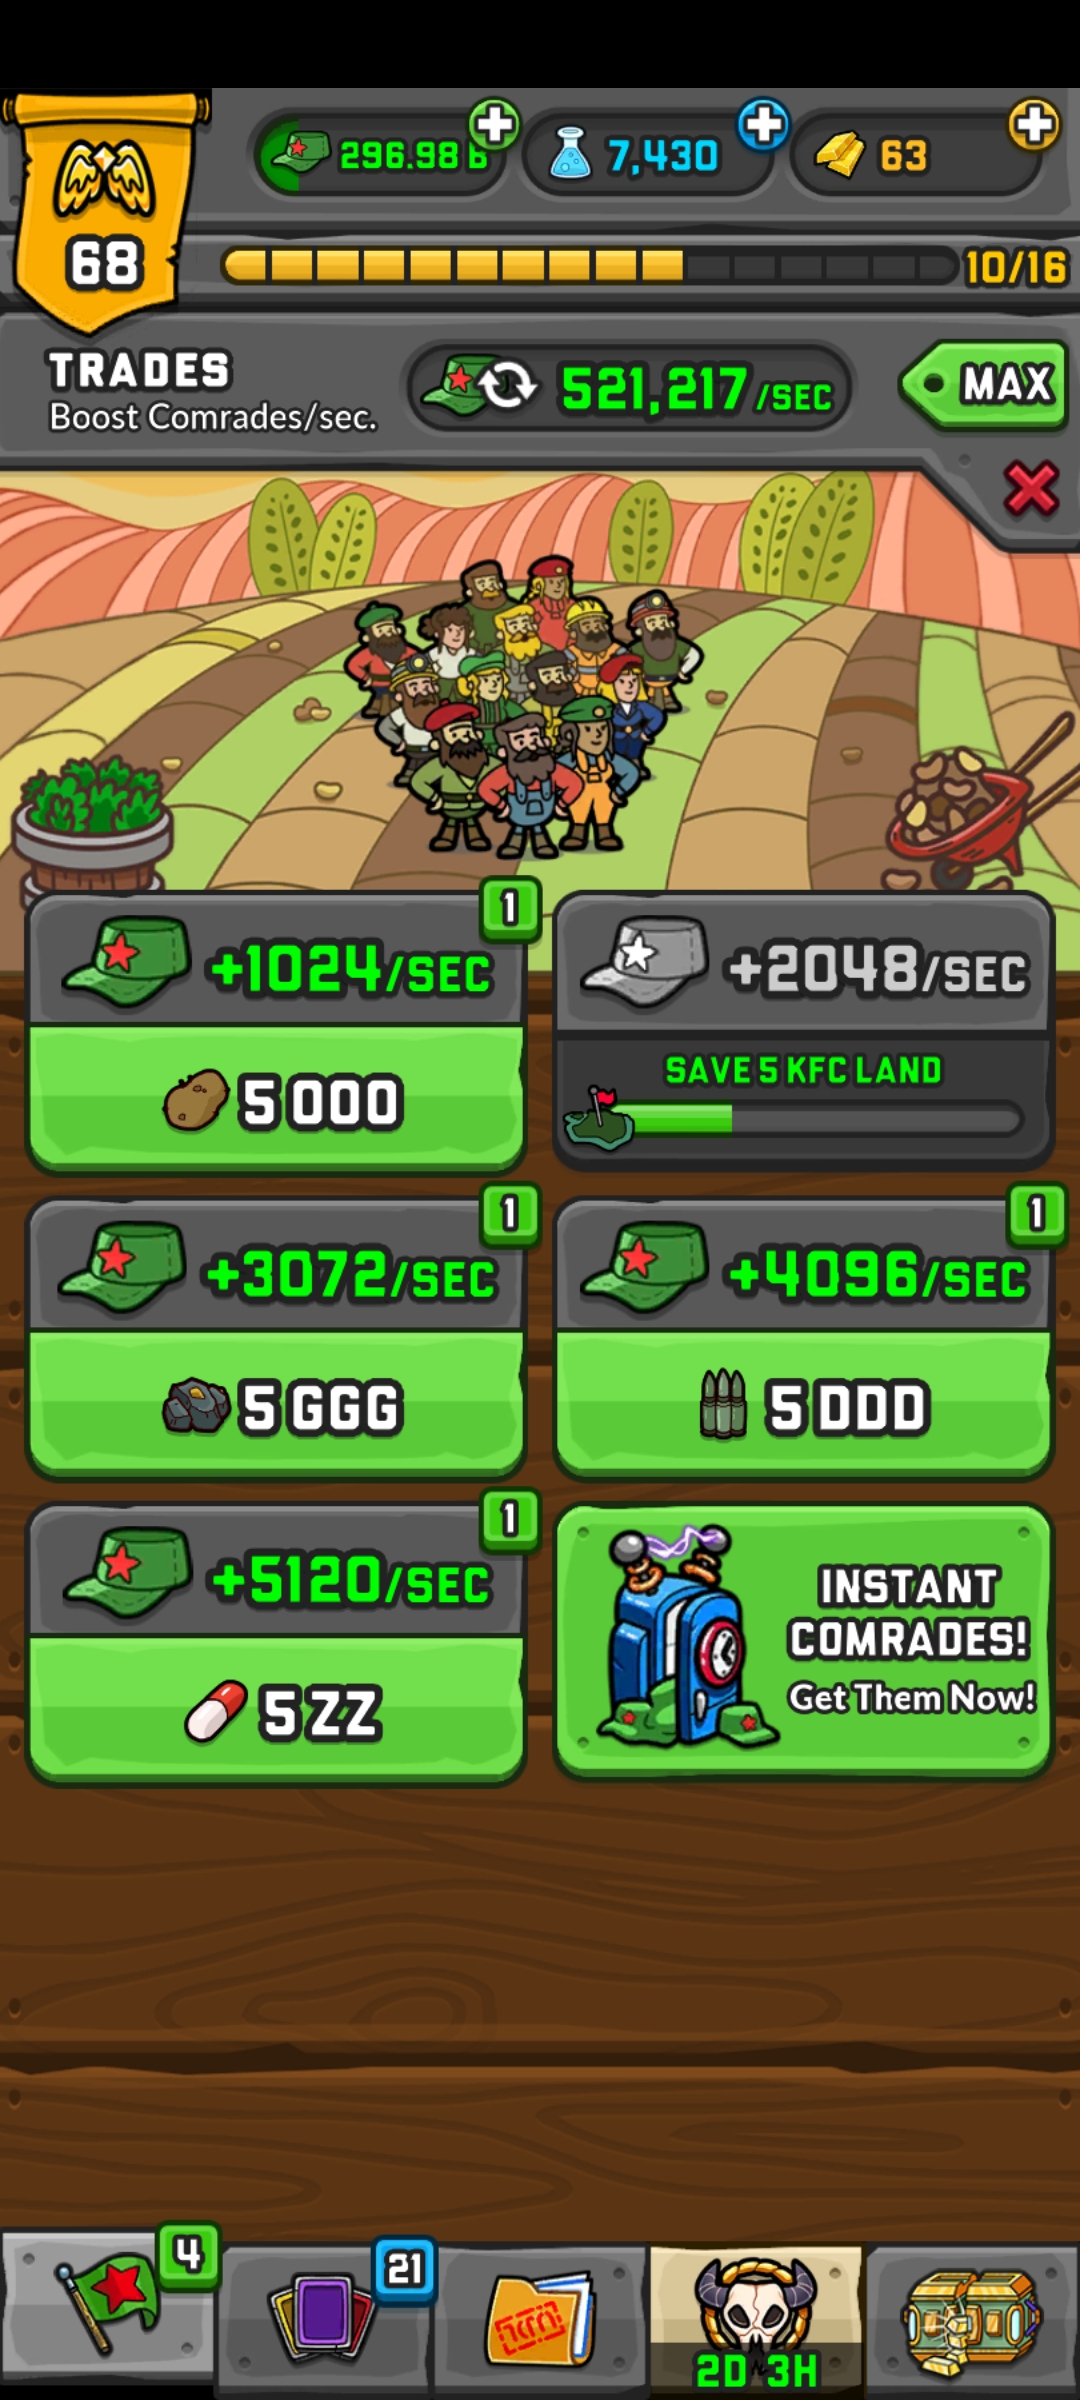 68
296.98 B
7,430
63
10/16
TRADES
Boost Comrades/sec.
521,217/SEC
MAX
1
+1024/SEC
5 000
+2048/SEC
SAVE 5 KFC LAND
1
+3072/SEC
5 GGG
1
+4096/SEC
5 DDD
1
+5120/SEC
5 ZZ
INSTANT
COMRADES!
Get Them Now!
4
21
2D 3H